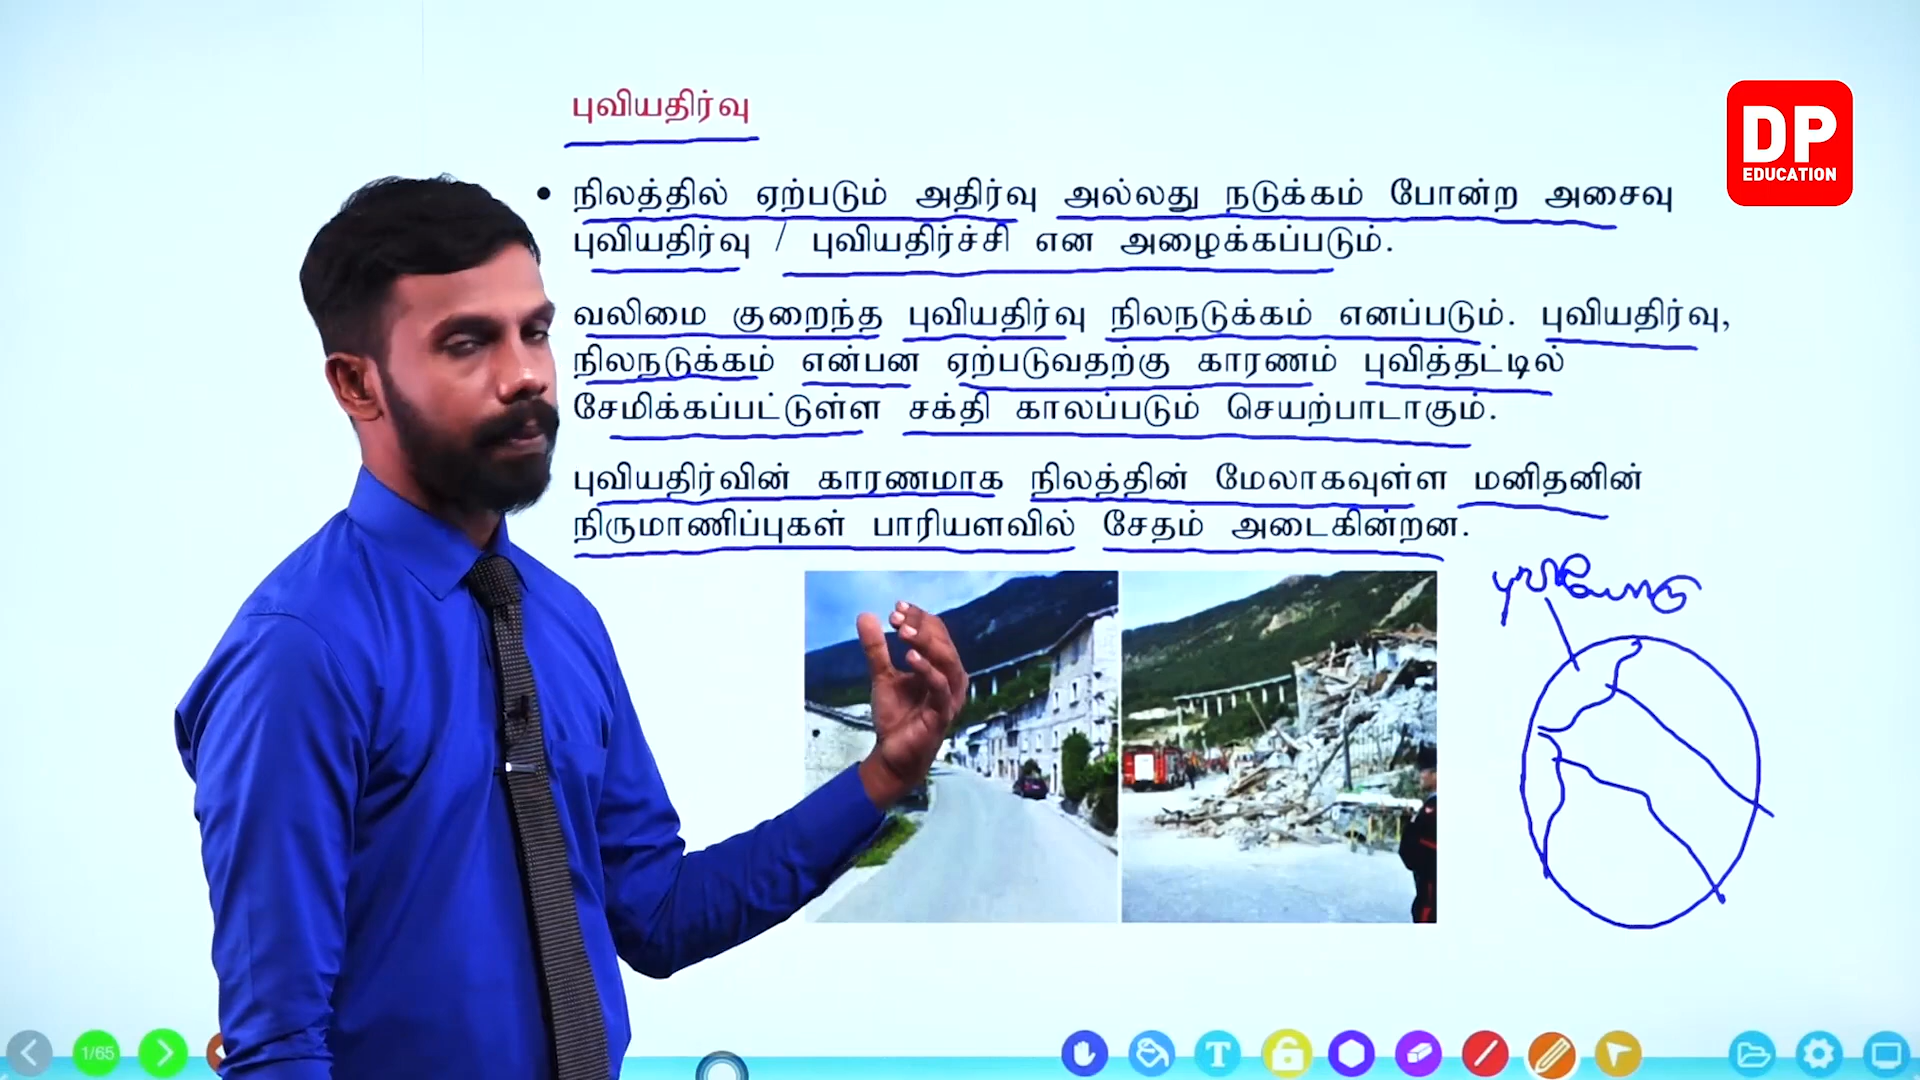 புவியதிர்வு
DP
EDUCATION
• நிலத்தில் ஏற்படும் அதிர்வு அல்லது நடுக்கம் போன்ற அசைவு
புவியதிர்வு / புவியதிர்ச்சி என அழைக்கப்படும்.
வலிமை குறைந்த புவியதிர்வு நிலநடுக்கம் எனப்படும். புவியதிர்வு,
நிலநடுக்கம் என்பன ஏற்படுவதற்கு காரணம் புவித்தட்டில்
சேமிக்கப்பட்டுள்ள சக்தி காலப்படும் செயற்பாடாகும்.
புவியதிர்வின் காரணமாக நிலத்தின் மேலாகவுள்ள மனிதனின்
நிருமாணிப்புகள் பாரியளவில் சேதம் அடைகின்றன.
புவியோடு
1/65
T